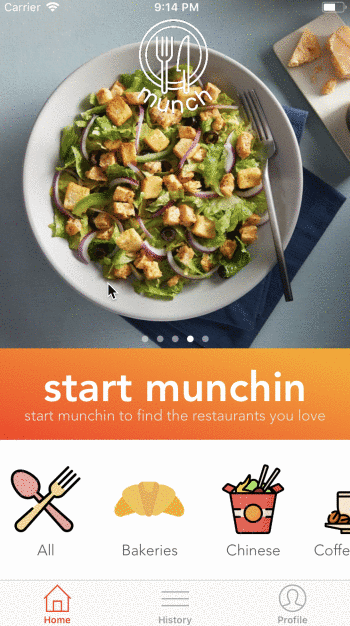 Carrier 9:14 PM
munch
start munchin
start munchin to find the restaurants you love
All Bakeries Chinese Coffe
Home History Profile